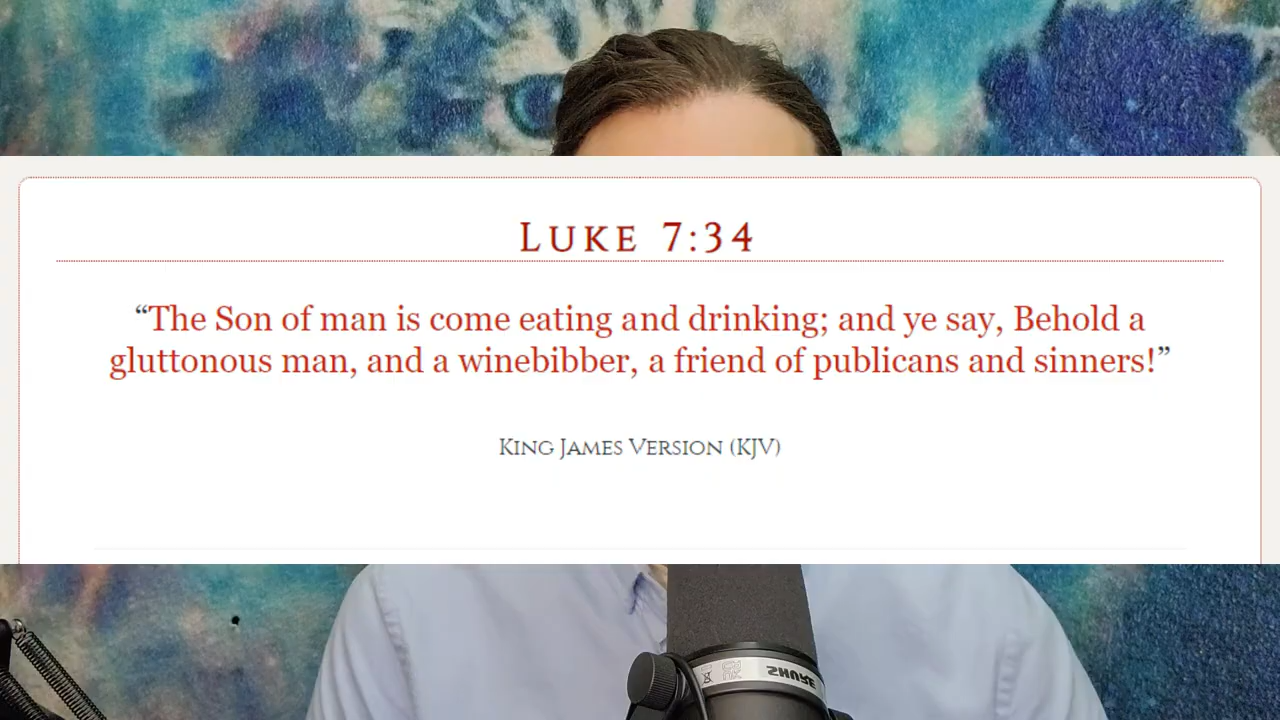 Luke 7:34
“The Son of man is come eating and drinking; and ye say, Behold a
gluttonous man, and a winebibber, a friend of publicans and sinners!”
King James Version (KJV)
SHURE